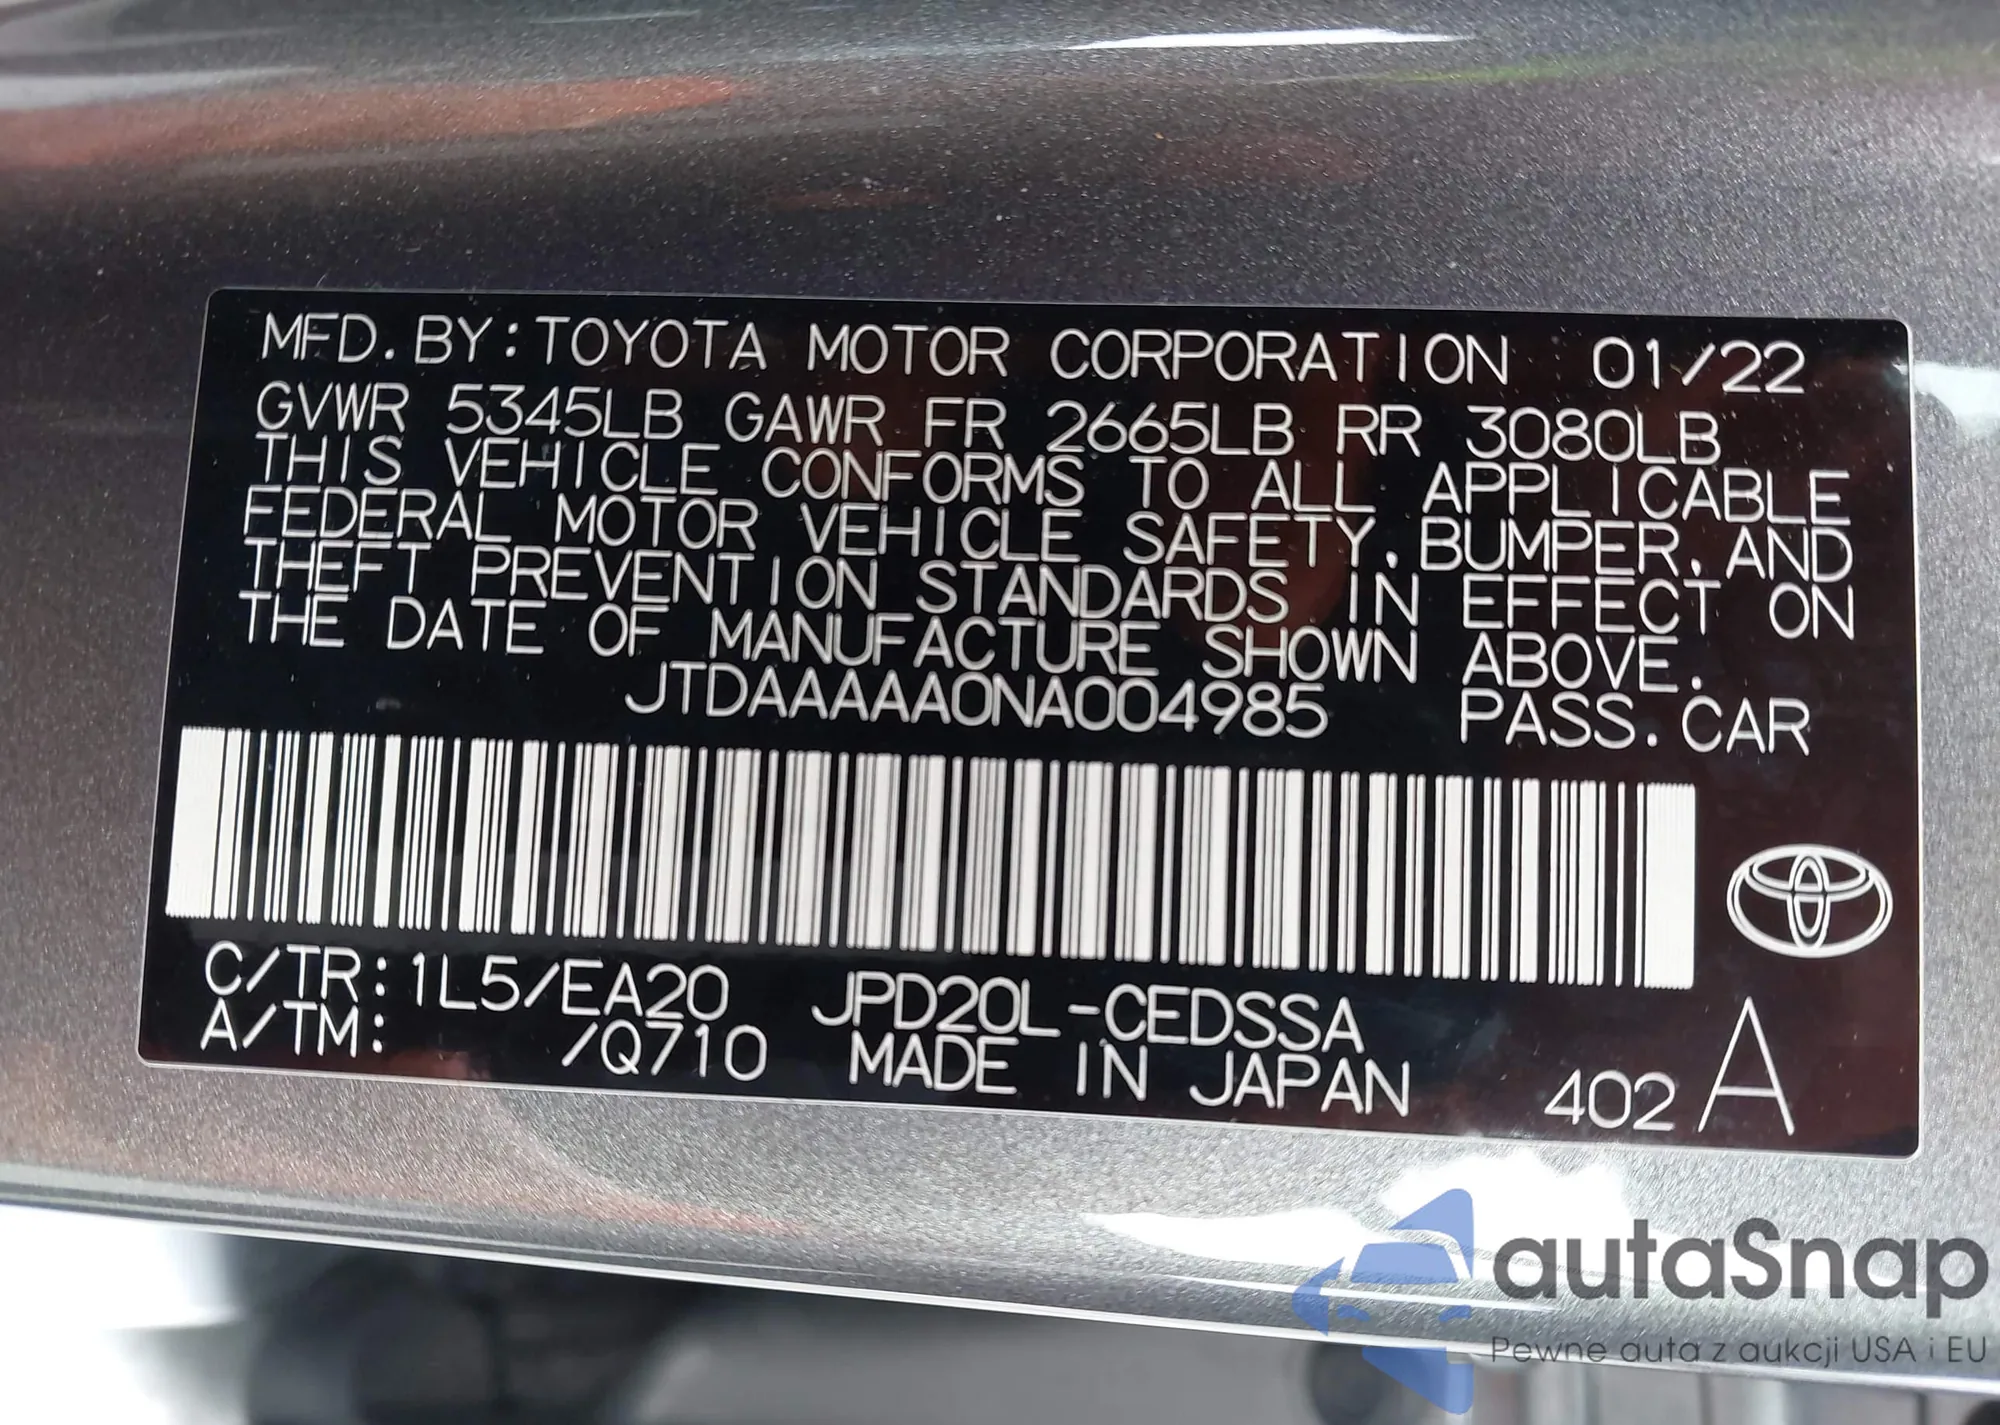 MFD. BY: TOYOTA MOTOR CORPORATION 01/22
GVWR 5345LB GAWR FR 2665LB RR 3080LB
THIS VEHICLE CONFORMS TO ALL APPLICABLE
FEDERAL MOTOR VEHICLE SAFETY, BUMPER, AND
THEFT PREVENTION STANDARDS IN EFFECT ON
THE DATE OF MANUFACTURE SHOWN ABOVE.
JTDAAAAA0NA004985 PASS. CAR
C/TR: 1L5/EA20 JPD20L-CEDSSA
A/TM: /Q710 MADE IN JAPAN 402 A
autaSnap
Pewne auta z aukcji USA i EU